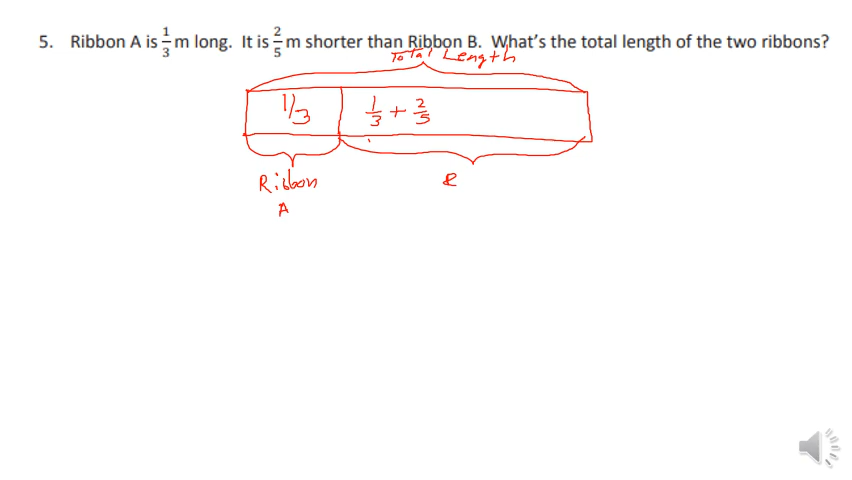 5. Ribbon A is 1/3 m long. It is 2/5 m shorter than Ribbon B. What's the total length of the two ribbons?
Total Length
1/3
1/3 + 2/5
Ribbon
A
R